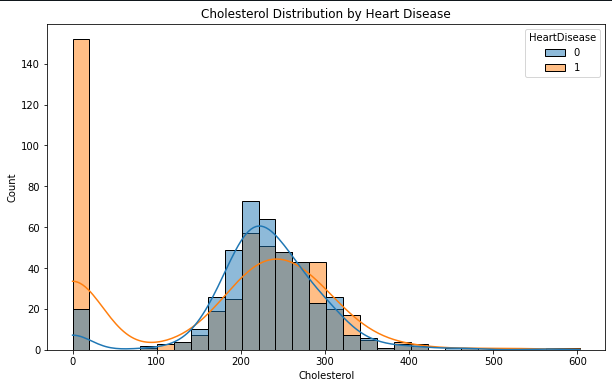 Cholesterol Distribution by Heart Disease
HeartDisease
0
1
140
120
100
80
60
40
20
0
Count
0 100 200 300 400 500 600
Cholesterol